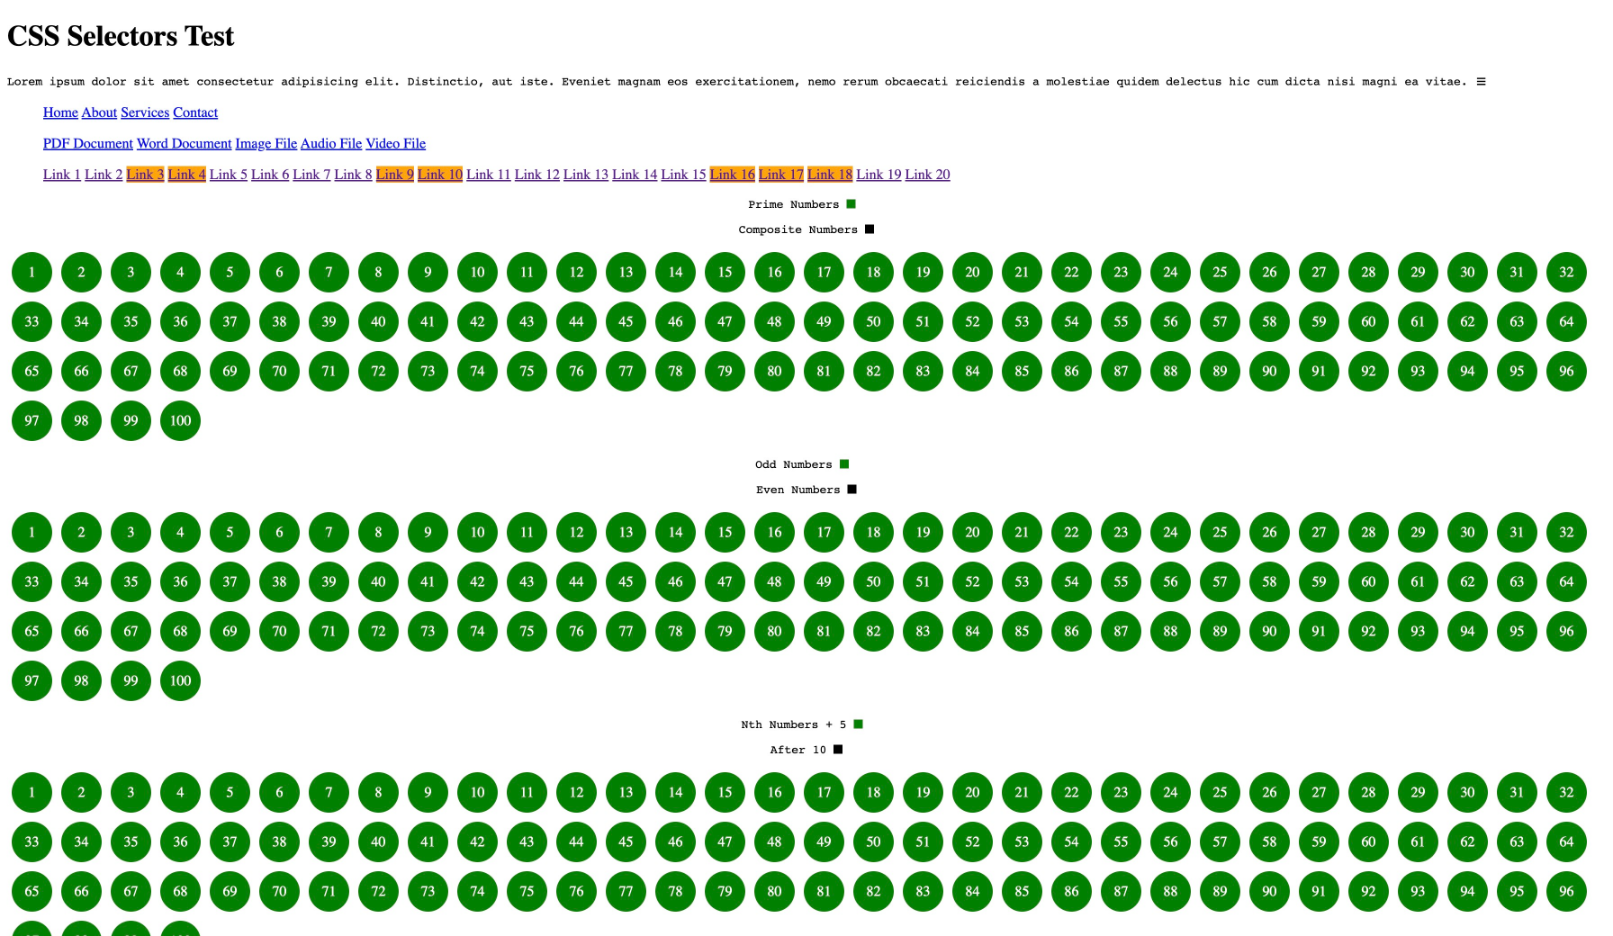 CSS Selectors Test
Lorem ipsum dolor sit amet consectetur adipisicing elit. Distinctio, aut iste. Eveniet magnam eos exercitationem, nemo rerum obcaecati reiciendis a molestiae quidem delectus hic cum dicta nisi magni ea vitae. ☰
Home About Services Contact
PDF Document Word Document Image File Audio File Video File
Link 1 Link 2 Link 3 Link 4 Link 5 Link 6 Link 7 Link 8 Link 9 Link 10 Link 11 Link 12 Link 13 Link 14 Link 15 Link 16 Link 17 Link 18 Link 19 Link 20
Prime Numbers
Composite Numbers
1 2 3 4 5 6 7 8 9 10 11 12 13 14 15 16 17 18 19 20 21 22 23 24 25 26 27 28 29 30 31 32
33 34 35 36 37 38 39 40 41 42 43 44 45 46 47 48 49 50 51 52 53 54 55 56 57 58 59 60 61 62 63 64
65 66 67 68 69 70 71 72 73 74 75 76 77 78 79 80 81 82 83 84 85 86 87 88 89 90 91 92 93 94 95 96
97 98 99 100
Odd Numbers
Even Numbers
1 2 3 4 5 6 7 8 9 10 11 12 13 14 15 16 17 18 19 20 21 22 23 24 25 26 27 28 29 30 31 32
33 34 35 36 37 38 39 40 41 42 43 44 45 46 47 48 49 50 51 52 53 54 55 56 57 58 59 60 61 62 63 64
65 66 67 68 69 70 71 72 73 74 75 76 77 78 79 80 81 82 83 84 85 86 87 88 89 90 91 92 93 94 95 96
97 98 99 100
Nth Numbers + 5
After 10
1 2 3 4 5 6 7 8 9 10 11 12 13 14 15 16 17 18 19 20 21 22 23 24 25 26 27 28 29 30 31 32
33 34 35 36 37 38 39 40 41 42 43 44 45 46 47 48 49 50 51 52 53 54 55 56 57 58 59 60 61 62 63 64
65 66 67 68 69 70 71 72 73 74 75 76 77 78 79 80 81 82 83 84 85 86 87 88 89 90 91 92 93 94 95 96